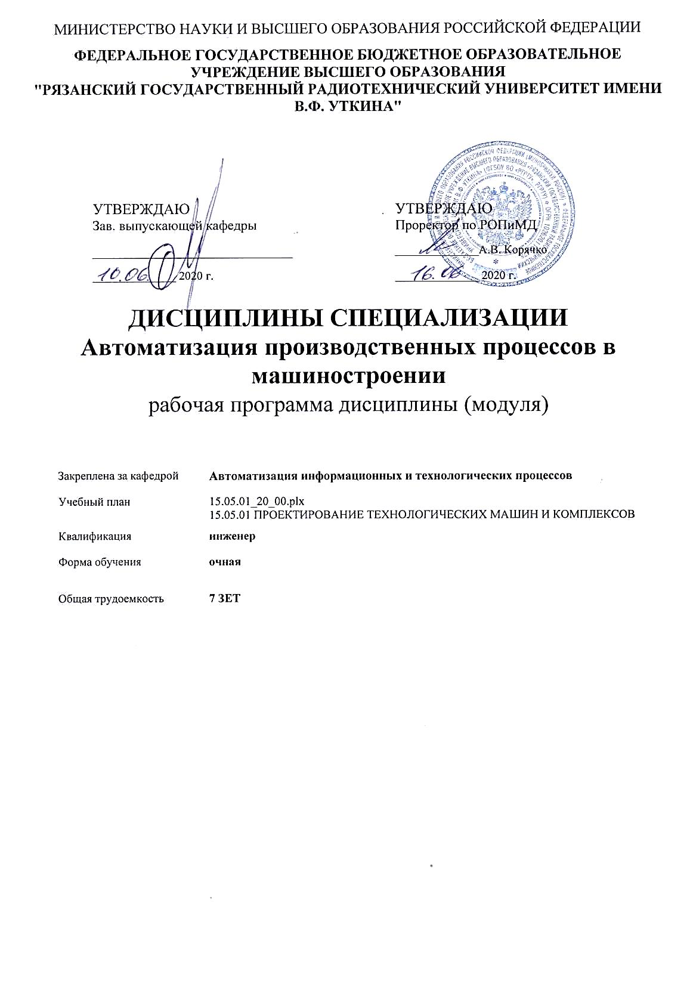 МИНИСТЕРСТВО НАУКИ И ВЫСШЕГО ОБРАЗОВАНИЯ РОССИЙСКОЙ ФЕДЕРАЦИИ
ФЕДЕРАЛЬНОЕ ГОСУДАРСТВЕННОЕ БЮДЖЕТНОЕ ОБРАЗОВАТЕЛЬНОЕ
УЧРЕЖДЕНИЕ ВЫСШЕГО ОБРАЗОВАНИЯ
"РЯЗАНСКИЙ ГОСУДАРСТВЕННЫЙ РАДИОТЕХНИЧЕСКИЙ УНИВЕРСИТЕТ ИМЕНИ
В.Ф. УТКИНА"
УТВЕРЖДАЮ
Зав. выпускающей кафедры
10.06. 2020 г.
УТВЕРЖДАЮ
Проректор по РОПиМД
А.В. Корячко
16. 06 2020 г.
ДИСЦИПЛИНЫ СПЕЦИАЛИЗАЦИИ
Автоматизация производственных процессов в
машиностроении
рабочая программа дисциплины (модуля)
Закреплена за кафедрой Автоматизация информационных и технологических процессов
Учебный план 15.05.01_20_00.plx
15.05.01 ПРОЕКТИРОВАНИЕ ТЕХНОЛОГИЧЕСКИХ МАШИН И КОМПЛЕКСОВ
Квалификация инженер
Форма обучения очная
Общая трудоемкость 7 ЗЕТ